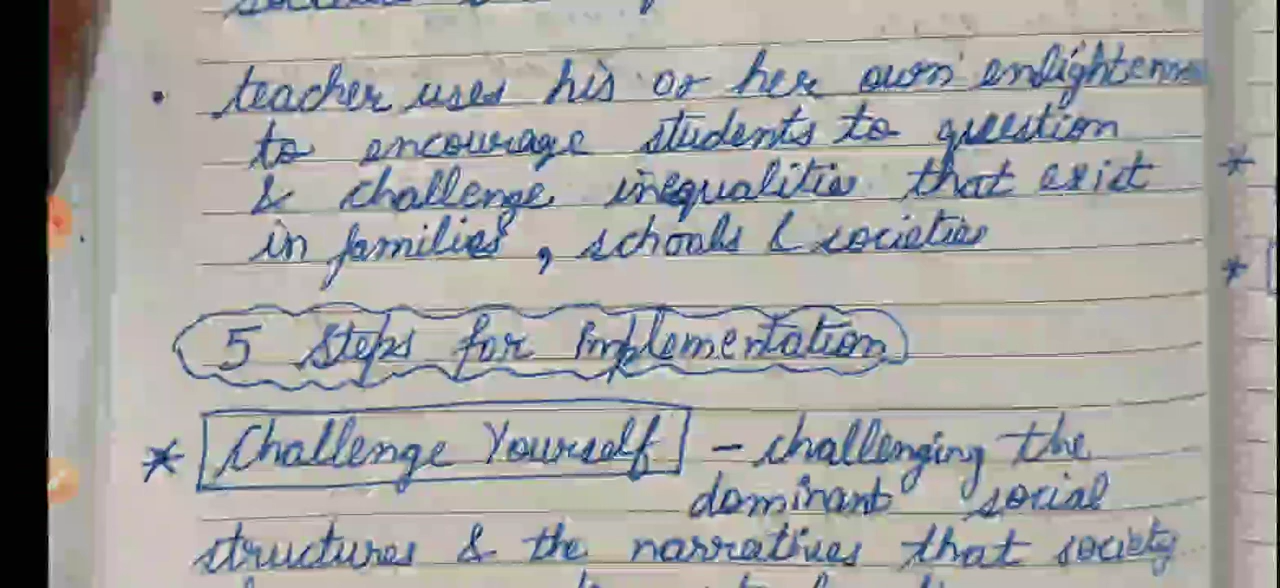 • teacher uses his or her own enlightenm
to encourage students to question
& challenge inequalities that exist
in families, schools & societies
5 Steps for Implementation
* Challenge Yourself – challenging the
dominant social
structures & the narratives that society
*
*